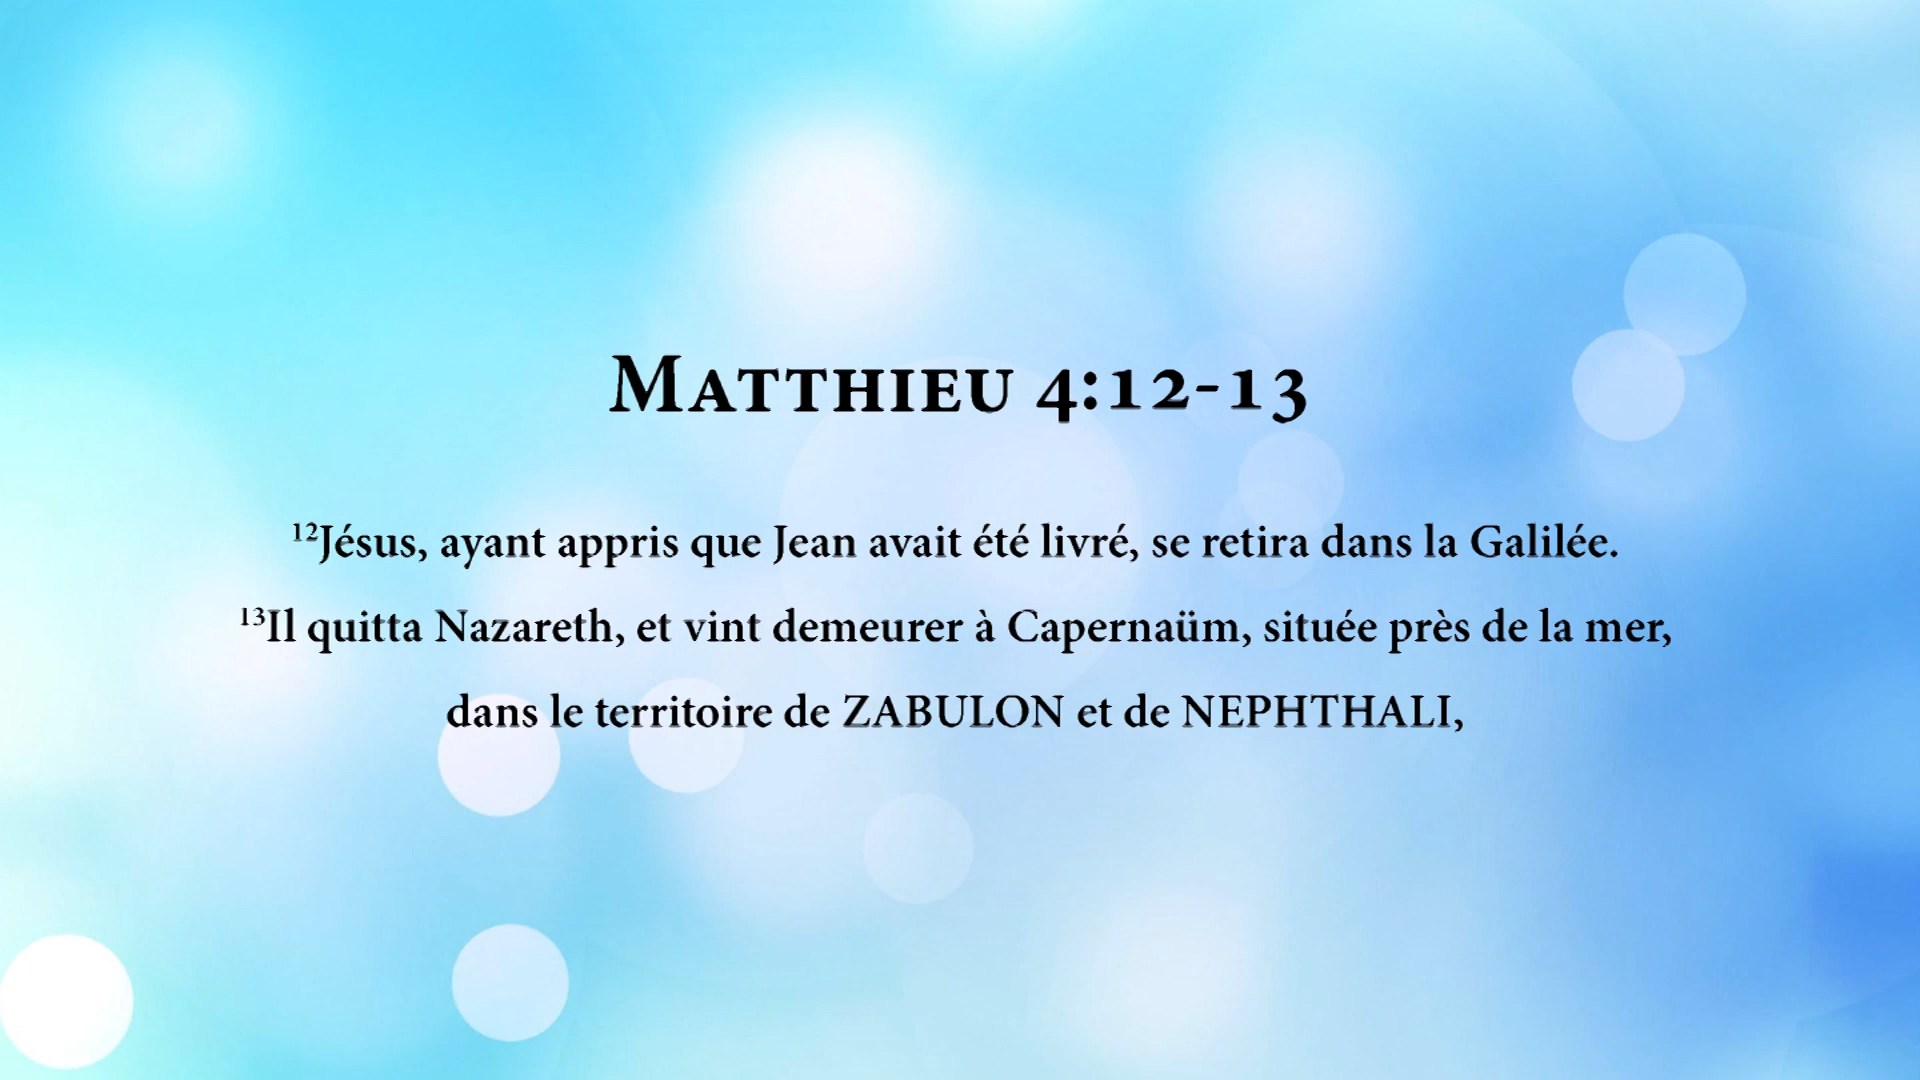 Matthieu 4:12-13
¹²Jésus, ayant appris que Jean avait été livré, se retira dans la Galilée.
¹³Il quitta Nazareth, et vint demeurer à Capernaüm, située près de la mer,
dans le territoire de ZABULON et de NEPHTHALI,